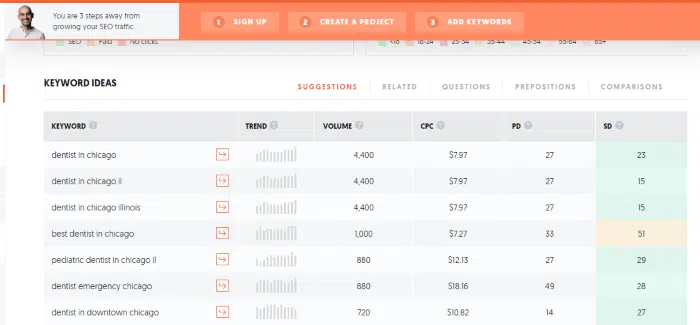 You are 3 steps away from
growing your SEO traffic
1 SIGN UP 2 CREATE A PROJECT 3 ADD KEYWORDS
SEO Paid No clicks <18 18-24 25-34 35-44 45-54 55-64 65+
KEYWORD IDEAS SUGGESTIONS RELATED QUESTIONS PREPOSITIONS COMPARISONS
KEYWORD ? TREND ? VOLUME ? CPC ? PD ? SD ?
dentist in chicago 4,400 $7.97 27 23
dentist in chicago il 4,400 $7.97 27 15
dentist in chicago illinois 4,400 $7.97 27 15
best dentist in chicago 1,000 $7.27 33 51
pediatric dentist in chicago il 880 $12.13 27 29
dentist emergency chicago 880 $18.16 49 28
dentist in downtown chicago 720 $10.82 14 27